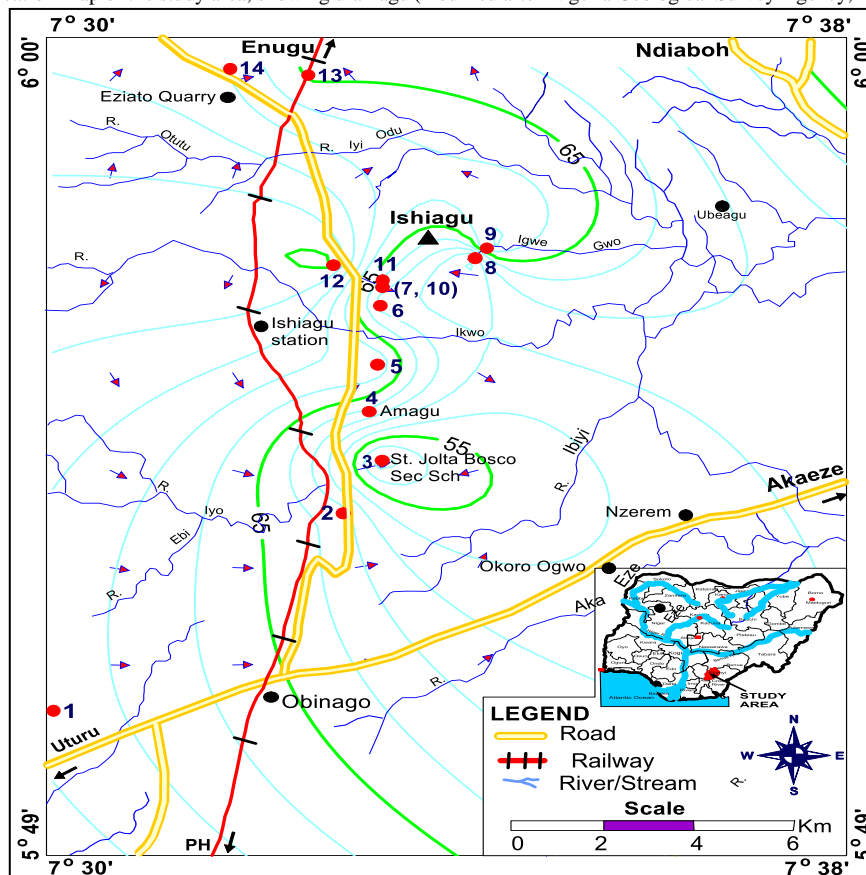 7° 30'
7° 38'
6° 00'
6° 00'
Enugu
Ndiaboh
14
13
Eziato Quarry
R.
Otutu
R.
Iyi
Odu
65
Ishiagu
Ubeagu
9
Igwe
Gwo
8
R.
11
12
65
(7, 10)
6
Ishiagu
station
Ikwo
5
4
Amagu
55
3
St. Jolta Bosco
Sec Sch
R.
Ibiyi
Akaeze
R.
Iyo
65
2
Nzerem
Ebi
R.
Okoro Ogwo
Aka
Eze
Eze
R.
1
Uturu
Obinago
Atlantic Ocean
STUDY
AREA
LEGEND
Road
Railway
River/Stream
N
W
E
S
R.
Scale
Km
0
2
4
6
PH
5° 49'
5° 49'
7° 30'
7° 38'